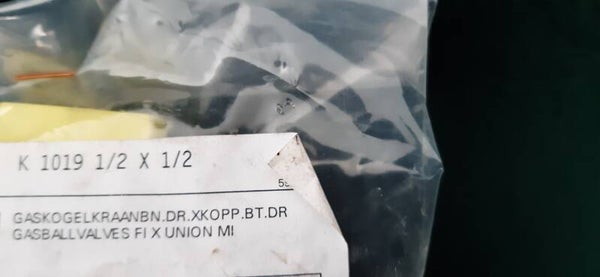 K 1019 1/2 X 1/2
GASKOGELKRAANBN.DR.XKOPP.BT.DR
GASBALLVALVES FI X UNION MI